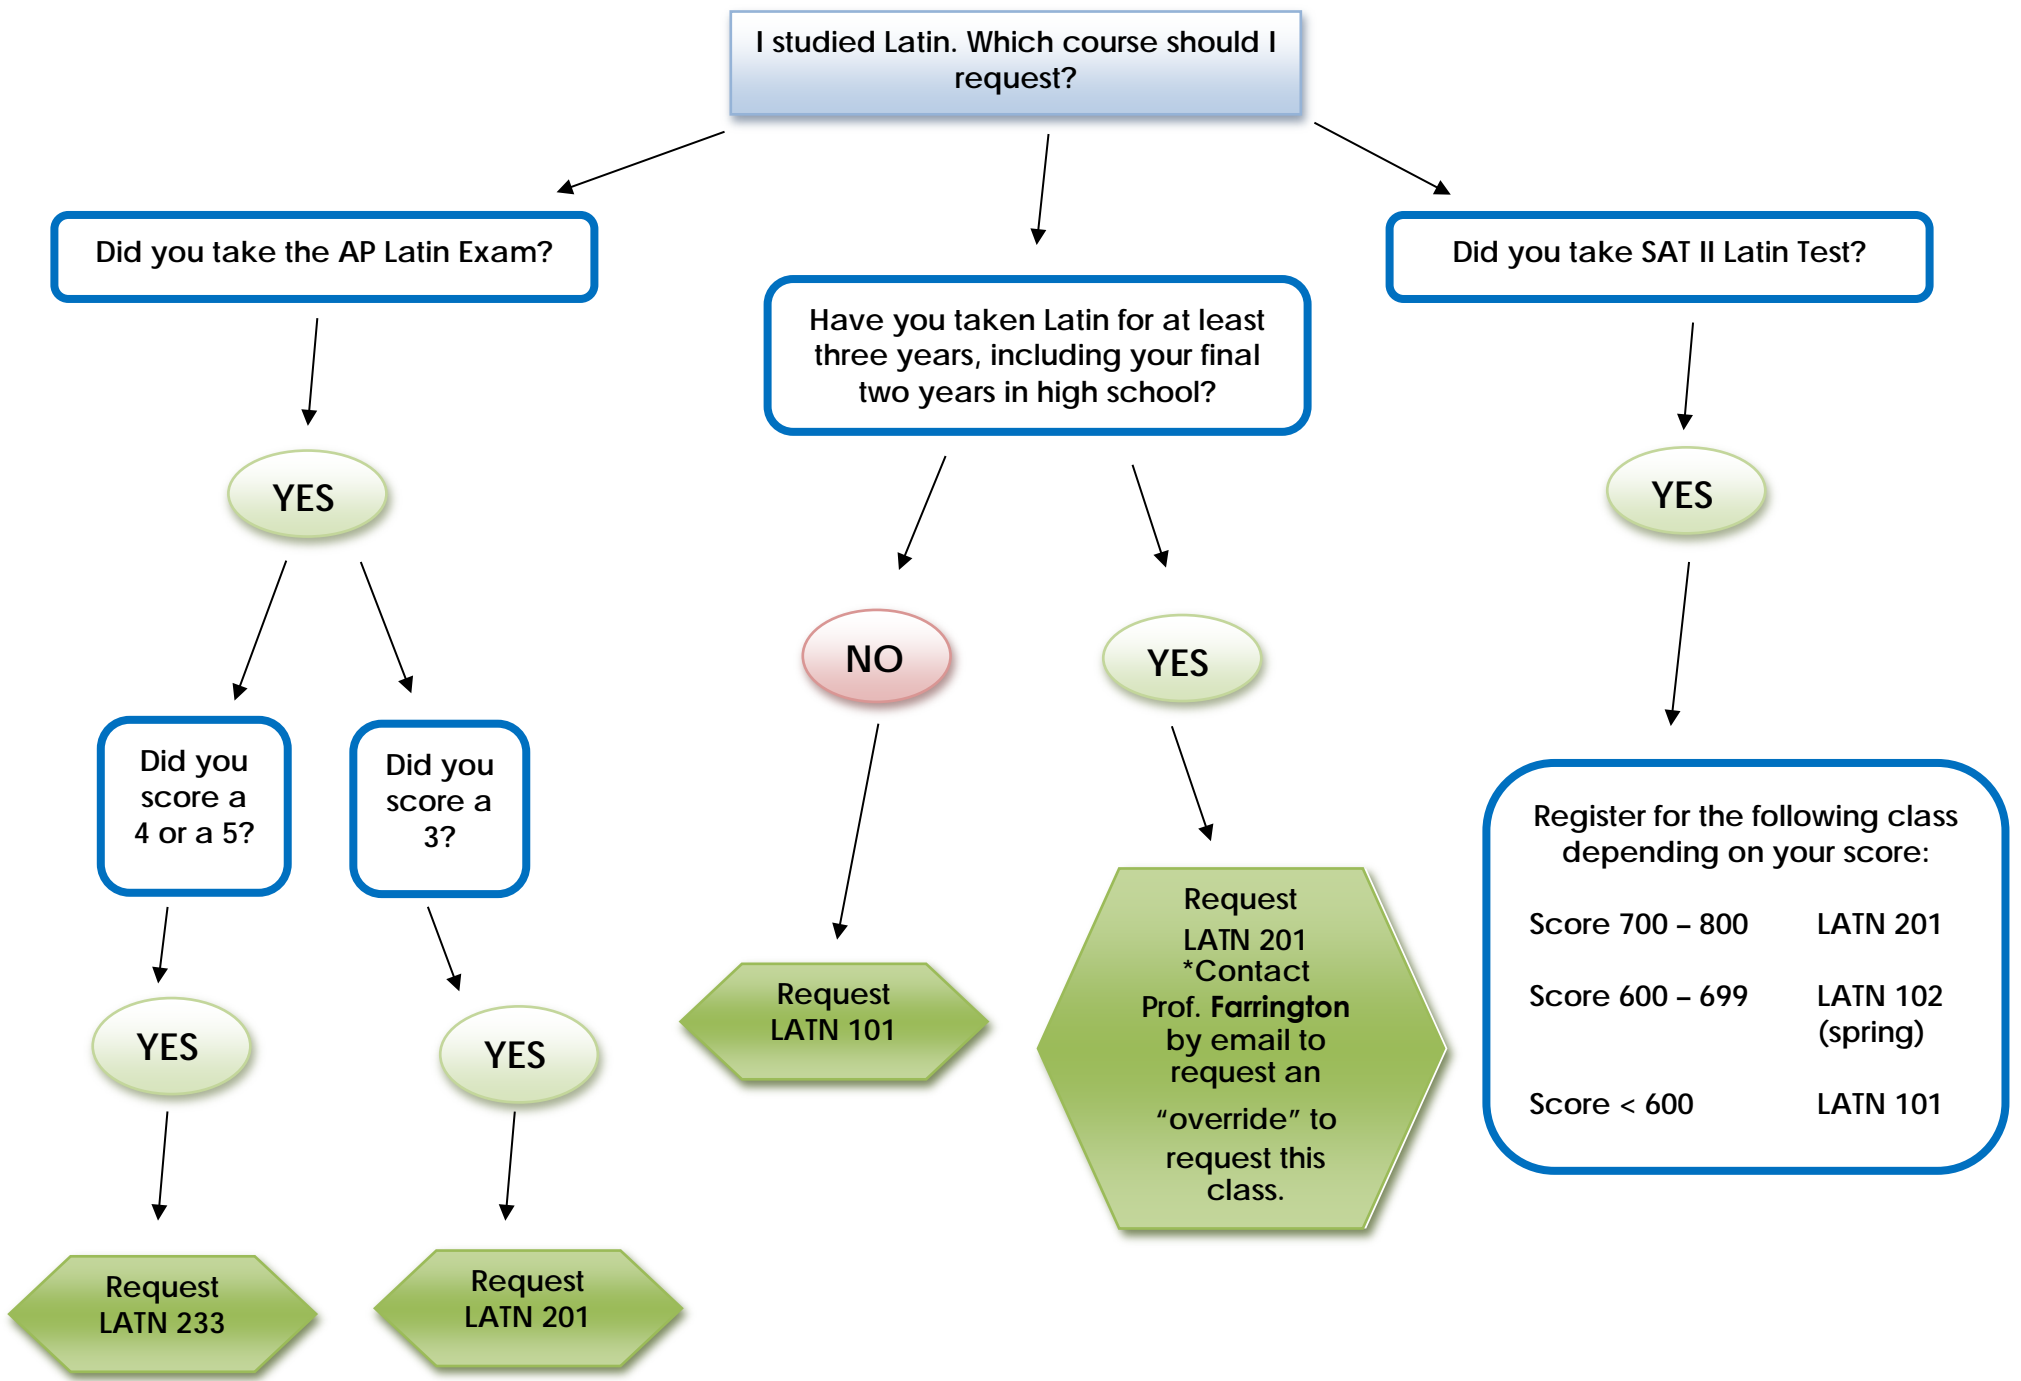 I studied Latin. Which course should I
request?
Did you take the AP Latin Exam?
YES
Did you
score a
4 or a 5?
YES
Request
LATN 233
Did you
score a
3?
YES
Request
LATN 201
Have you taken Latin for at least
three years, including your final
two years in high school?
NO
Request
LATN 101
YES
Request
LATN 201
*Contact
Prof. Farrington
by email to
request an
“override” to
request this
class.
Did you take SAT II Latin Test?
YES
Register for the following class
depending on your score:
Score 700 – 800 LATN 201
Score 600 – 699 LATN 102
(spring)
Score < 600 LATN 101